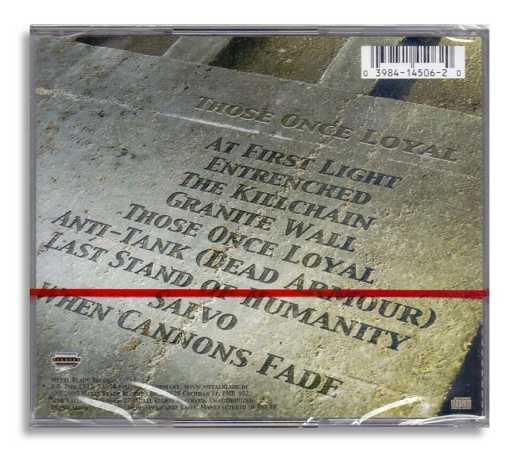 0 3984-14506-2 0
THOSE ONCE LOYAL
AT FIRST LIGHT
ENTRENCHED
THE KILLCHAIN
GRANITE WALL
THOSE ONCE LOYAL
ANTI-TANK (DEAD ARMOUR)
LAST STAND OF HUMANITY
SALVO
WHEN CANNONS FADE